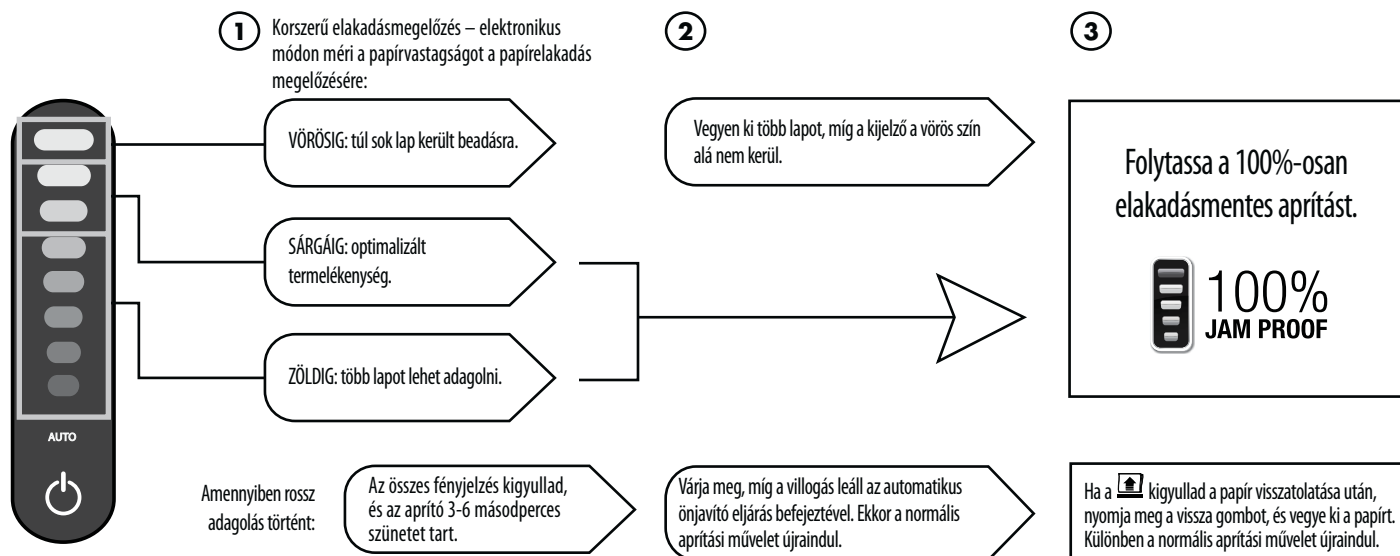 1
Korszerű elakadásmegelőzés – elektronikus
módon méri a papírvastagságot a papírelakadás
megelőzésére:
2
3
VÖRÖSIG: túl sok lap került beadásra.
Vegyen ki több lapot, míg a kijelző a vörös szín
alá nem kerül.
Folytassa a 100%-osan
elakadásmentes aprítást.
SÁRGÁIG: optimalizált
termelékenység.
100%
JAM PROOF
ZÖLDIG: több lapot lehet adagolni.
AUTO
Amennyiben rossz
adagolás történt:
Az összes fényjelzés kigyullad,
és az aprító 3-6 másodperces
szünetet tart.
Várja meg, míg a villogás leáll az automatikus
önjavító eljárás befejeztével. Ekkor a normális
aprítási művelet újraindul.
Ha a kigyullad a papír visszatolatása után,
nyomja meg a vissza gombot, és vegye ki a papírt.
Különben a normális aprítási művelet újraindul.